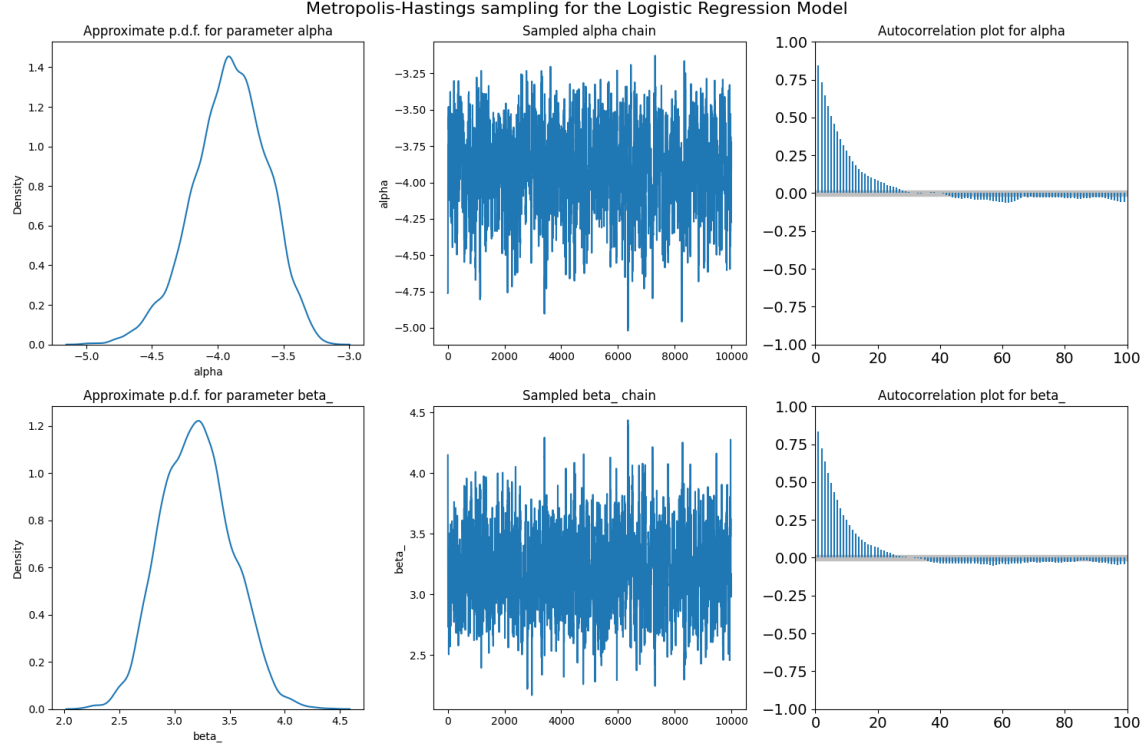 Metropolis-Hastings sampling for the Logistic Regression Model
Approximate p.d.f. for parameter alpha
Density
1.4
1.2
1.0
0.8
0.6
0.4
0.2
0.0
−5.0 −4.5 −4.0 −3.5 −3.0
alpha
Sampled alpha chain
alpha
−3.25
−3.50
−3.75
−4.00
−4.25
−4.50
−4.75
−5.00
0 2000 4000 6000 8000 10000
Autocorrelation plot for alpha
1.00
0.75
0.50
0.25
0.00
−0.25
−0.50
−0.75
−1.00
0 20 40 60 80 100
Approximate p.d.f. for parameter beta_
Density
1.2
1.0
0.8
0.6
0.4
0.2
0.0
2.0 2.5 3.0 3.5 4.0 4.5
beta_
Sampled beta_ chain
beta_
4.5
4.0
3.5
3.0
2.5
0 2000 4000 6000 8000 10000
Autocorrelation plot for beta_
1.00
0.75
0.50
0.25
0.00
−0.25
−0.50
−0.75
−1.00
0 20 40 60 80 100